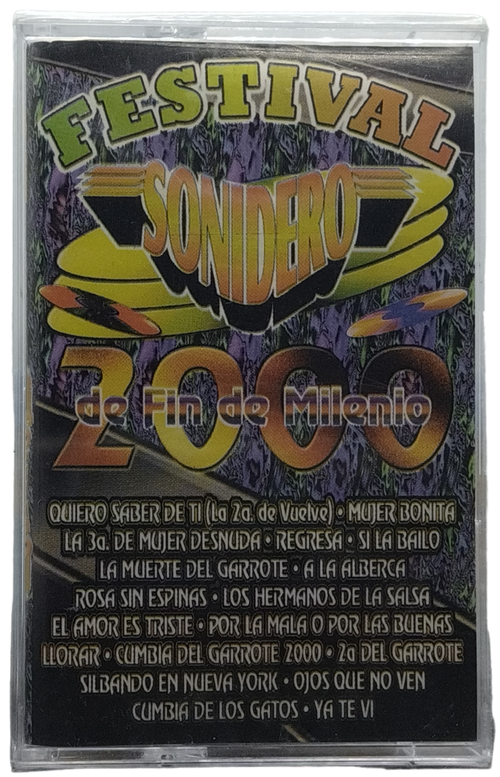 FESTIVAL
SONIDERO
2000
de Fin de Milenio
QUIERO SABER DE TI (La 2a. de Vuelve) • MUJER BONITA
LA 3a. DE MUJER DESNUDA • REGRESA • SI LA BAILO
LA MUERTE DEL GARROTE • A LA ALBERCA
ROSA SIN ESPINAS • LOS HERMANOS DE LA SALSA
EL AMOR ES TRISTE • POR LA MALA O POR LAS BUENAS
LLORAR • CUMBIA DEL GARROTE 2000 • 2a DEL GARROTE
SILBANDO EN NUEVA YORK • OJOS QUE NO VEN
CUMBIA DE LOS GATOS • YA TE VI